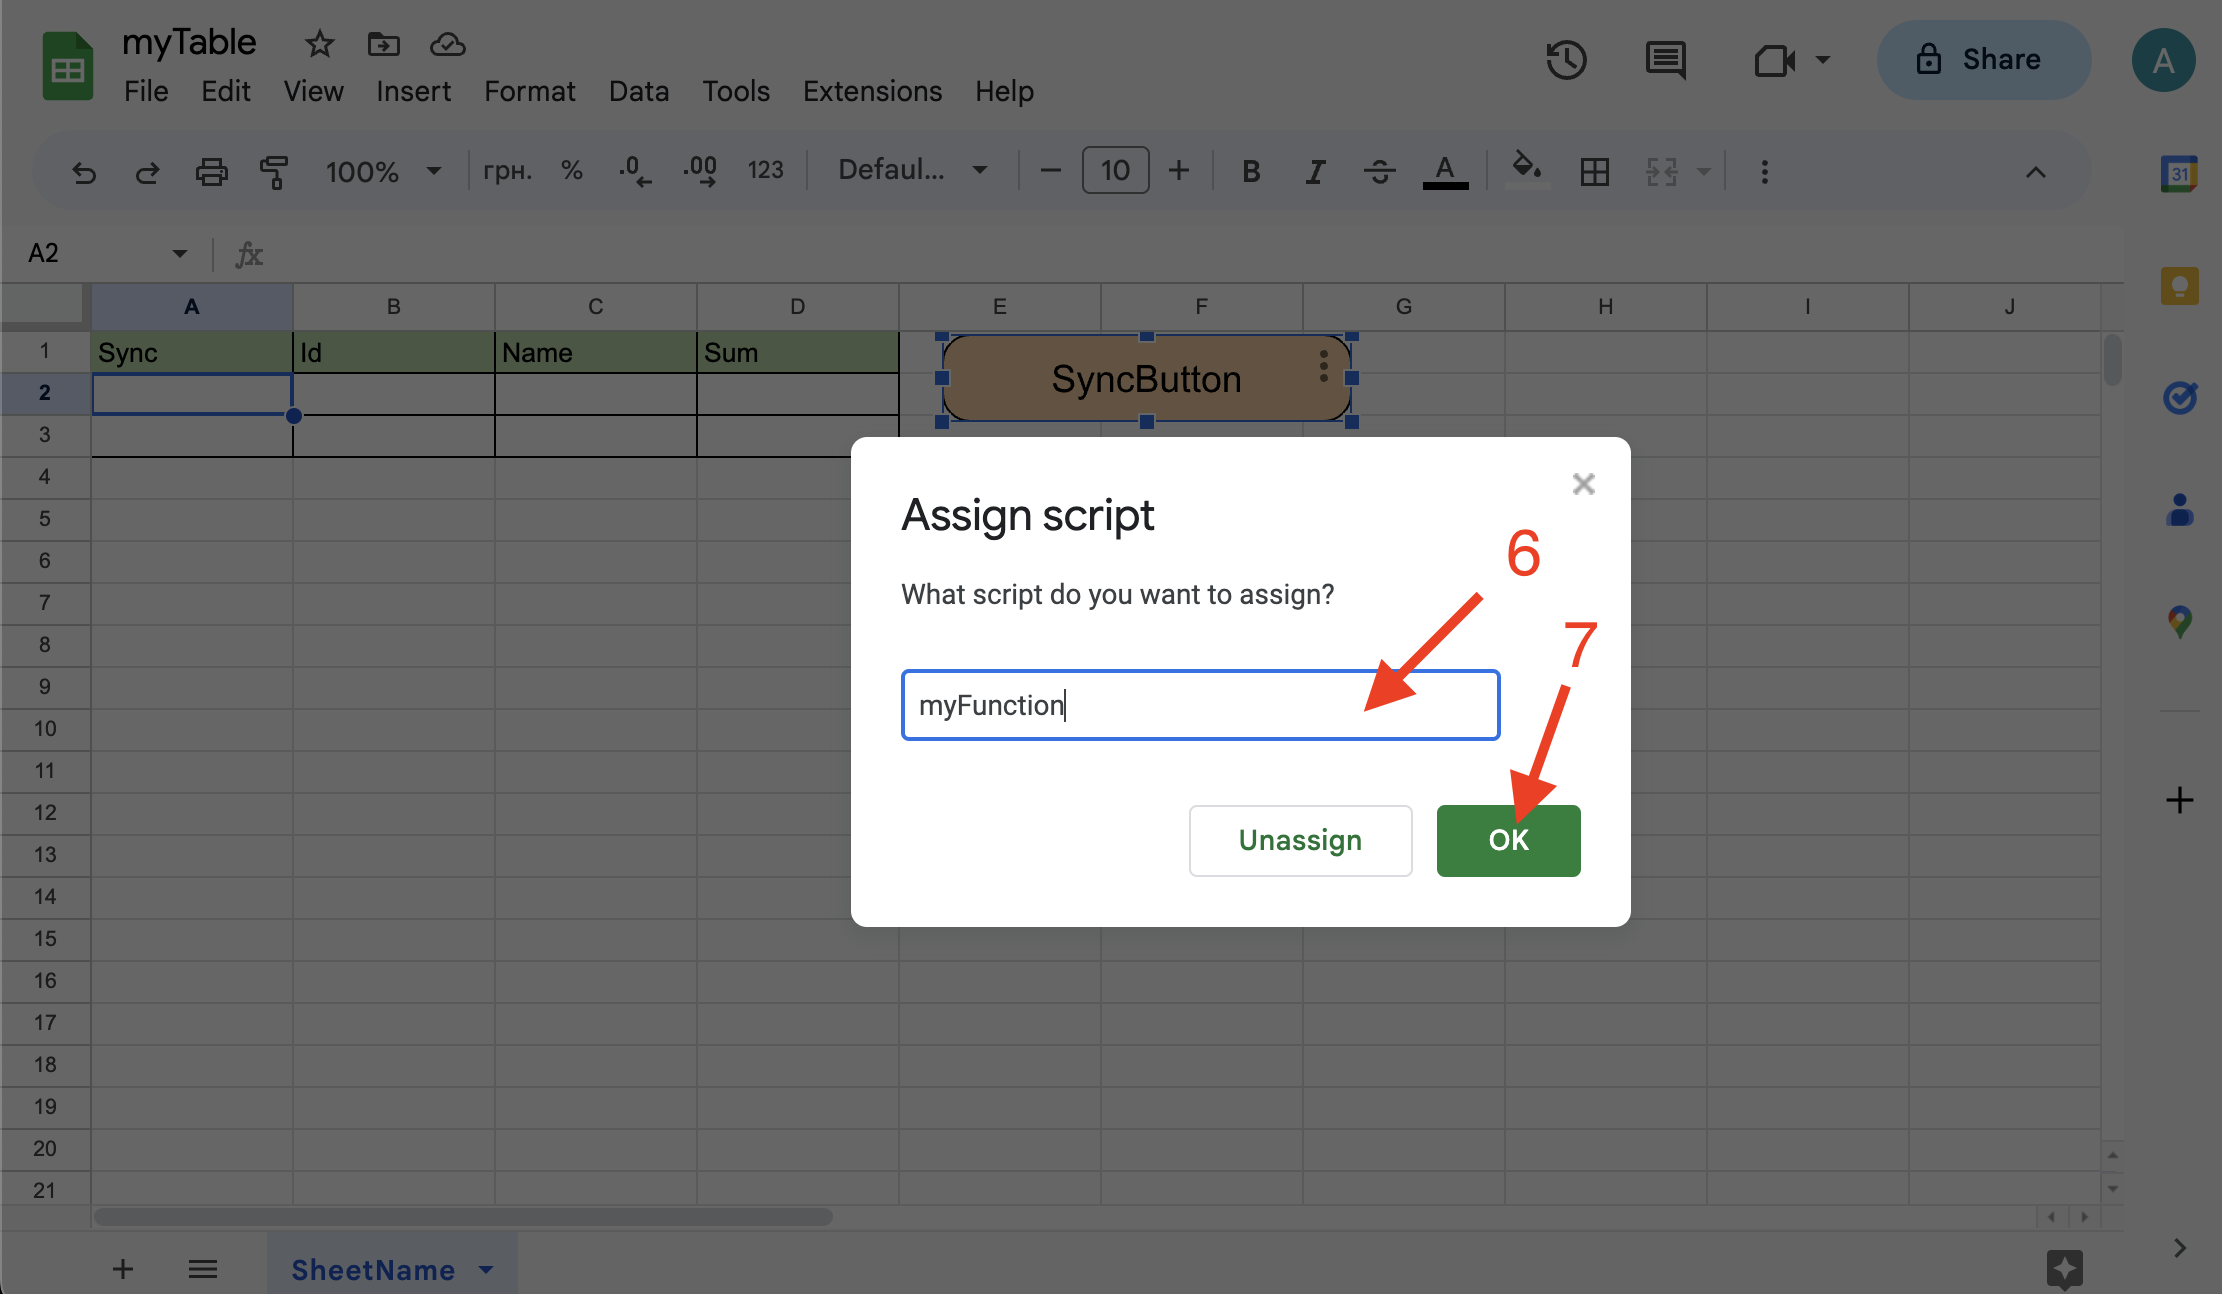 myTable
File Edit View Insert Format Data Tools Extensions Help
Share
A
100% грн. % .0 .00 123 Defaul... 10 B I S A
31
A2 fx
A B C D E F G H I J
1 Sync Id Name Sum
SyncButton
2
3
4
5
6
7
8
9
10
11
12
13
14
15
16
17
18
19
20
21
Assign script
6
What script do you want to assign?
7
myFunction
Unassign OK
SheetName